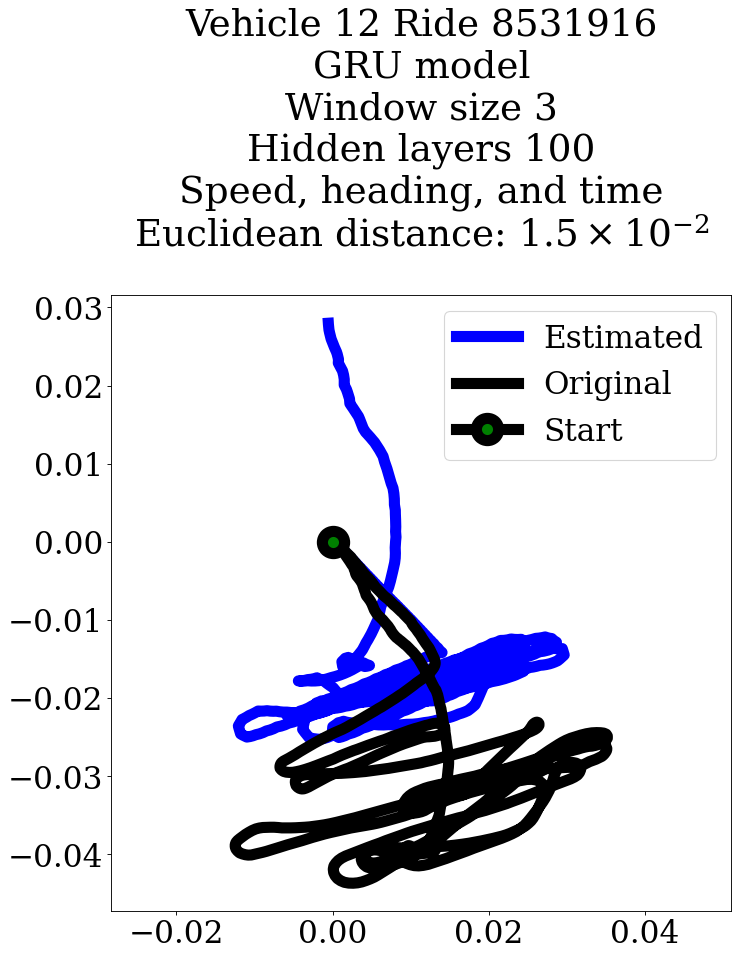 Vehicle 12 Ride 8531916
GRU model
Window size 3
Hidden layers 100
Speed, heading, and time
Euclidean distance: 1.5 × 10⁻²
Estimated
Original
Start
0.03
0.02
0.01
0.00
−0.01
−0.02
−0.03
−0.04
−0.02
0.00
0.02
0.04